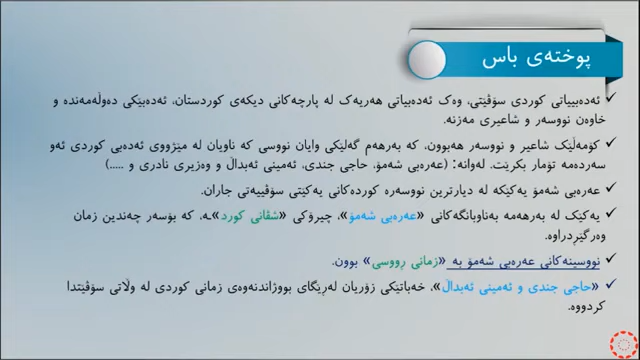 پوختەی باس
ئەدەبییاتی کوردی سۆڤیتی، وەک ئەدەبیاتی هەریەک لە پارچەکانی دیکەی کوردستان، ئەدەبێکی دەوڵەمەندە و
خاوەن نووسەر و شاعیری مەزنە.
کۆمەڵێک شاعیر و نووسەر هەبوون، کە بەرهەم گەلێکی وایان نووسی کە ناویان لە مێژووی ئەدەبی کوردی ئەو
سەردەمە تۆمار بکرێت. لەوانە: (عەرەبی شەمۆ، حاجی جندی، ئەمینی ئەبداڵ و وەزیری نادری و .....)
عەرەبی شەمۆ یەکێکە لە دیارترین نووسەرە کوردەکانی یەکێتی سۆڤییەتی جاران.
یەکێک لە بەرهەمە بەناوبانگەکانی «عەرەبی شەمۆ»، چیرۆکی «شڤانی کورد»ـە، کە بۆسەر چەندین زمان
وەرگێڕدراوە.
نووسینەکانی عەرەبی شەمۆ بە «زمانی ڕووسی» بوون.
«حاجی جندی و ئەمینی ئەبداڵ»، خەباتێکی زۆریان لەڕێگای بووژاندنەوەی زمانی کوردی لە وڵاتی سۆڤێتدا
کردووە.